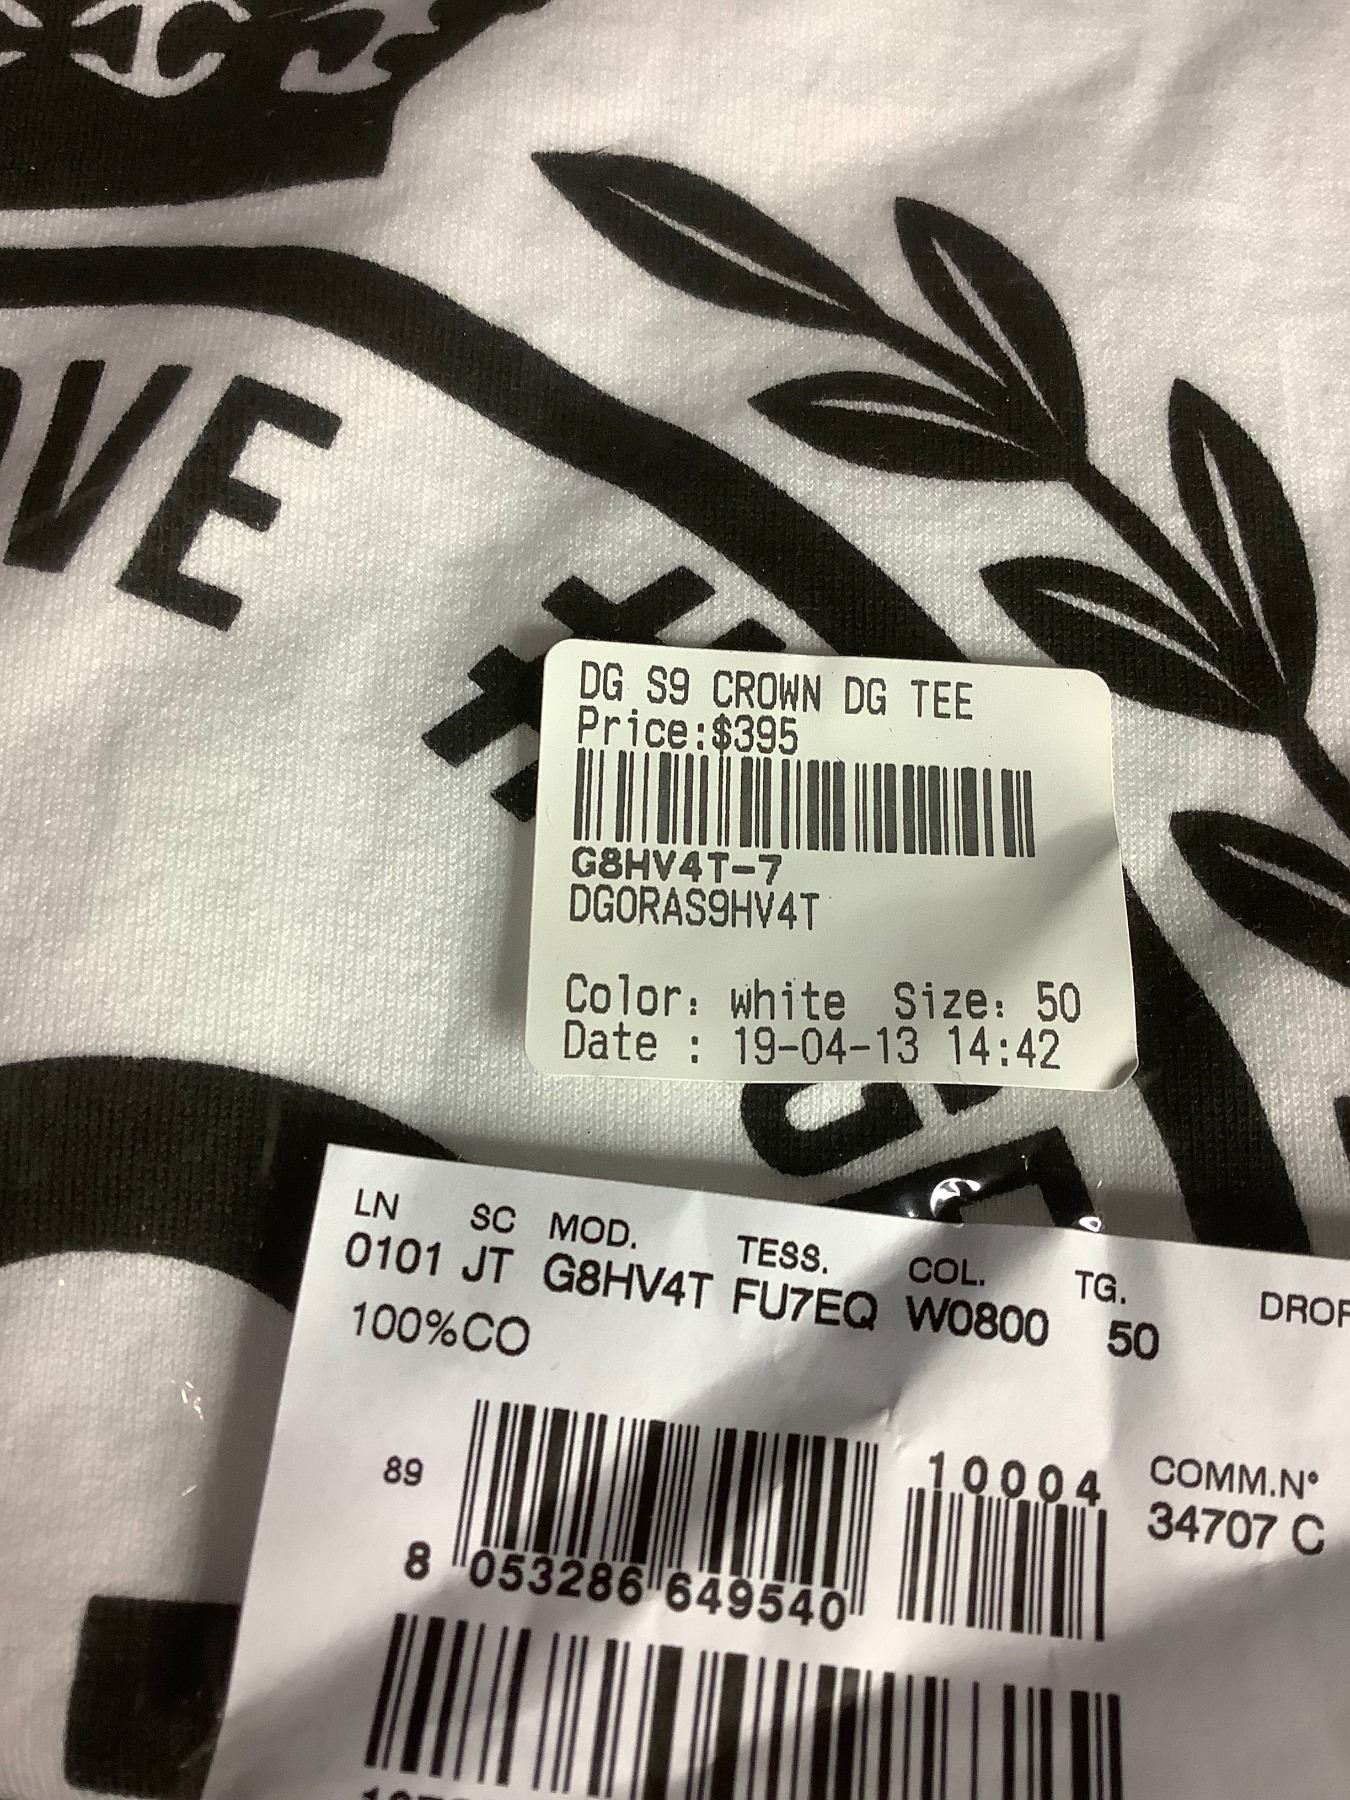 VE
DG S9 CROWN DG TEE
Price:$395
G8HV4T-7
DGORAS9HV4T
Color: white Size: 50
Date : 19-04-13 14:42
LN SC MOD. TESS. COL. TG. DROP
0101 JT G8HV4T FU7EQ W0800 50
100%CO
89
10004
COMM.N°
34707 C
8 053286 649540